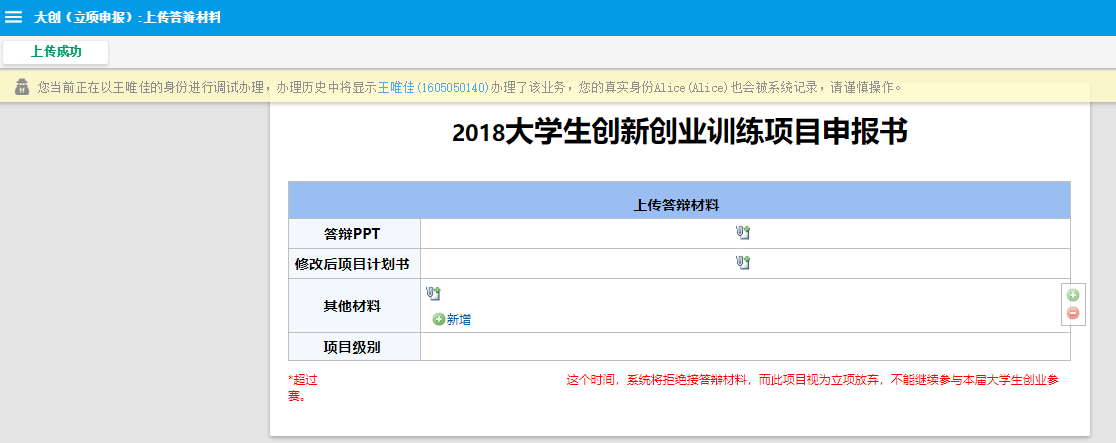 大创（立项申报）:上传答辩材料
上传成功
您当前正在以王唯佳的身份进行调试办理，办理历史中将显示王唯佳(1605050140)办理了该业务，您的真实身份Alice(Alice)也会被系统记录，请谨慎操作。
2018大学生创新创业训练项目申报书
上传答辩材料
答辩PPT
修改后项目计划书
其他材料
新增
项目级别
*超过 这个时间，系统将拒绝接答辩材料，而此项目视为立项放弃，不能继续参与本届大学生创业参
赛。